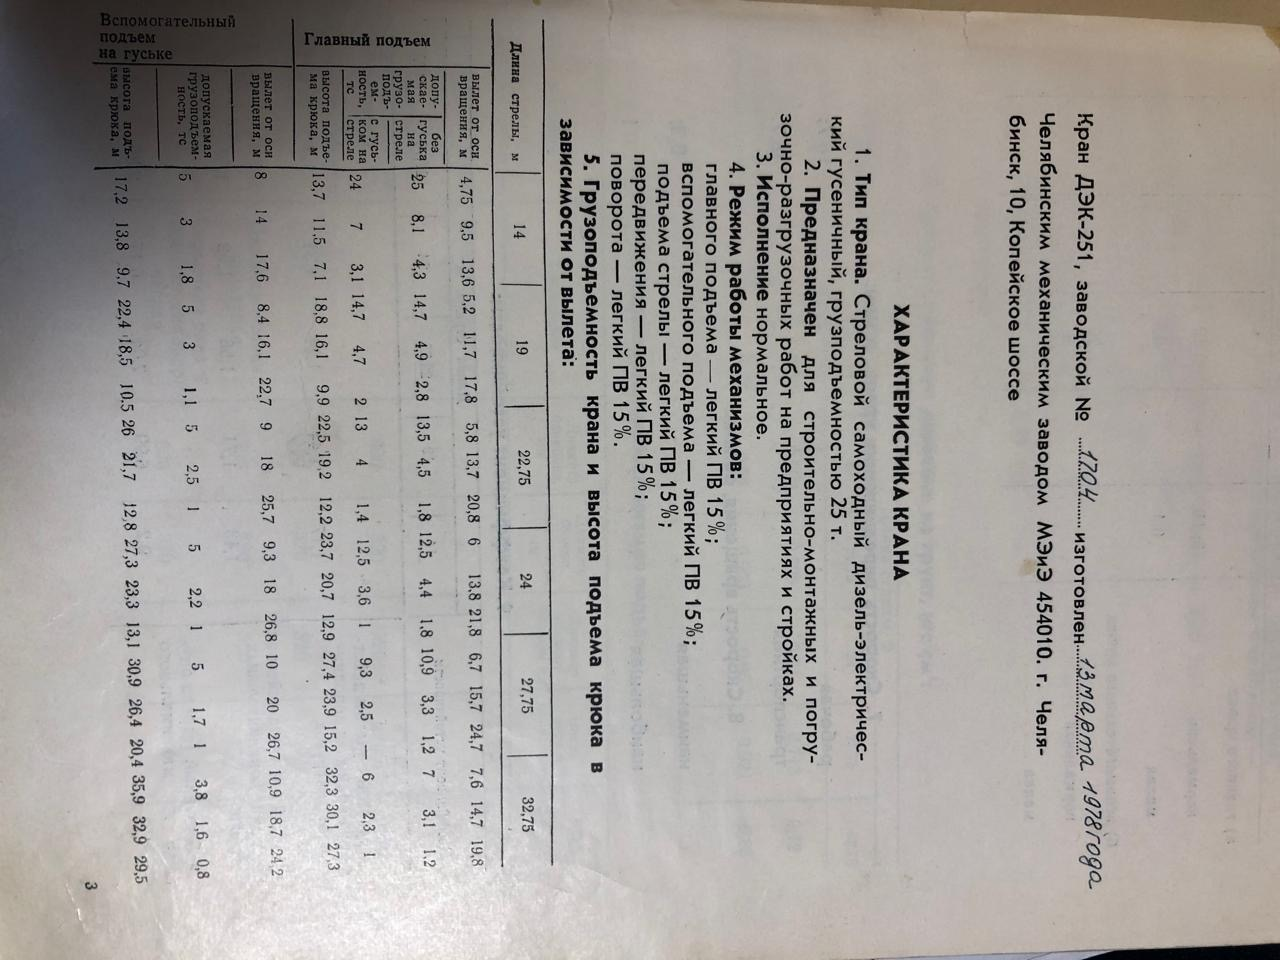 Кран ДЭК-251, заводской № 1704 изготовлен 13 марта 1978 года
Челябинским механическим заводом МЭиЭ 454010. г. Челя-
бинск, 10, Копейское шоссе
ХАРАКТЕРИСТИКА КРАНА
1. Тип крана. Стреловой самоходный дизель-электричес-
кий гусеничный, грузподъемностью 25 т.
2. Предназначен для строительно-монтажных и погру-
зочно-разгрузочных работ на предприятиях и стройках.
3. Исполнение нормальное.
4. Режим работы механизмов:
главного подъема — легкий ПВ 15%;
вспомогательного подъема — легкий ПВ 15%;
подъема стрелы — легкий ПВ 15%;
передвижения — легкий ПВ 15%;
поворота — легкий ПВ 15%.
5. Грузоподъемность крана и высота подъема крюка в
зависимости от вылета:
Длина стрелы, м 14 19 22,75 24 27,75 32,75
Главный подъем
вылет от оси
вращения, м 4,75 9,5 13,6 5,2 11,7 17,8 5,8 13,7 20,8 6 13,8 21,8 6,7 15,7 24,7 7,6 14,7 19,8
допу-
скае-
мая
грузо-
подъ-
ем-
ность,
тс
без
гуська
на
стреле 25 8,1 4,3 14,7 4,9 2,8 13,5 4,5 1,8 12,5 4,4 1,8 10,9 3,3 1,2 7 3,1 1,2
с гусь-
ком на
стреле 24 7 3,1 14,7 4,7 2 13 4 1,4 12,5 3,6 1 9,3 2,5 — 6 2,3 1
высота подъе-
ма крюка, м 13,7 11,5 7,1 18,8 16,1 9,9 22,5 19,2 12,2 23,7 20,7 12,9 27,4 23,9 15,2 32,3 30,1 27,3
Вспомогательный
подъем
на гуське
вылет от оси
вращения, м 8 14 17,6 8,4 16,1 22,7 9 18 25,7 9,3 18 26,8 10 20 26,7 10,9 18,7 24,2
допускаемая
грузоподъем-
ность, тс 5 3 1,8 5 3 1,1 5 2,5 1 5 2,2 1 5 1,7 1 3,8 1,6 0,8
высота подъ-
ема крюка, м 17,2 13,8 9,7 22,4 18,5 10,5 26 21,7 12,8 27,3 23,3 13,1 30,9 26,4 20,4 35,9 32,9 29,5
3